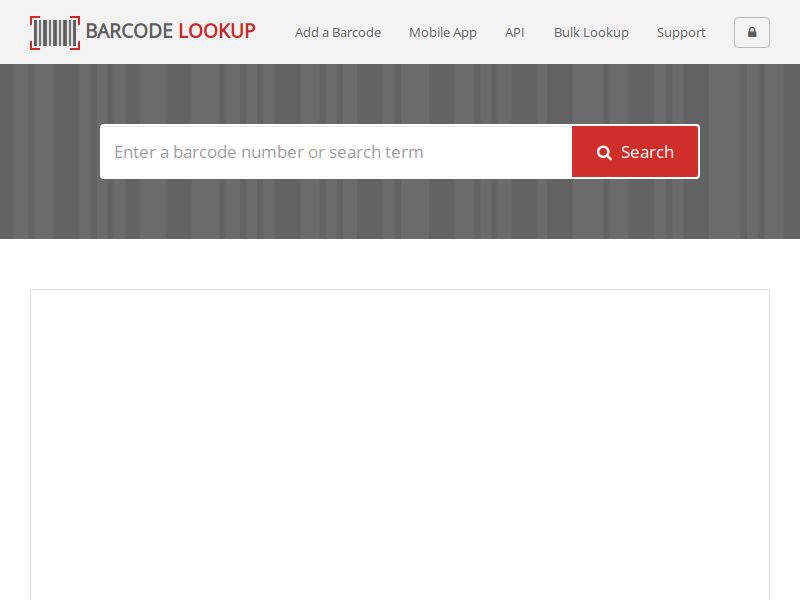 BARCODE LOOKUP
Add a Barcode
Mobile App
API
Bulk Lookup
Support
Enter a barcode number or search term
Search